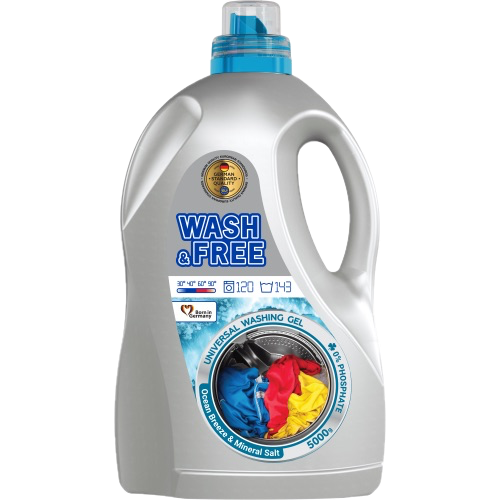 GERMAN
STANDARD
QUALITY
WASH
& FREE
30° 40° 60° 90° 120 143
Born in
Germany
UNIVERSAL WASHING GEL
0% PHOSPHATE
Ocean Breeze & Mineral Salt
5000g